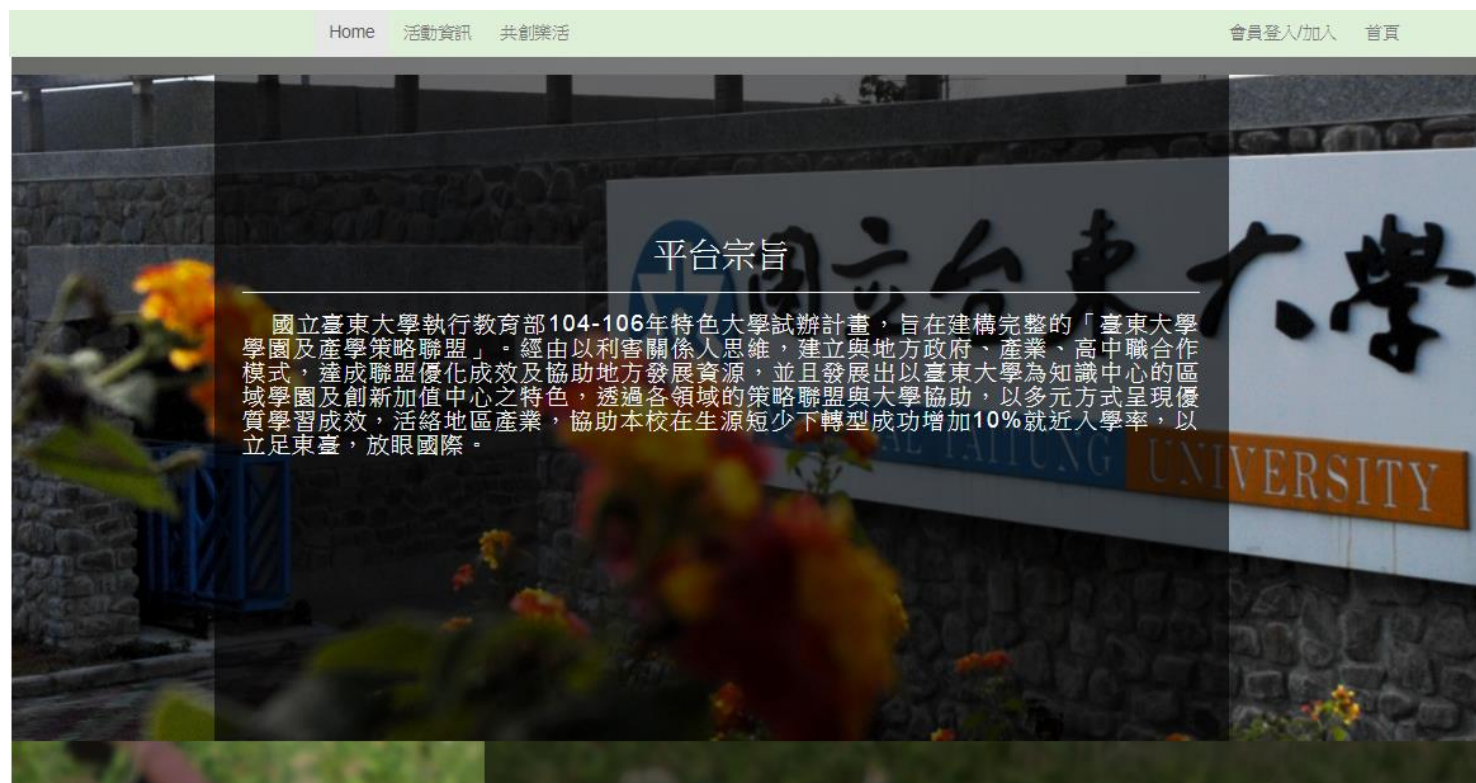 Home 活動資訊 共創樂活 會員登入/加入 首頁
平台宗旨
國立台東大學
國立臺東大學執行教育部104-106年特色大學試辦計畫，旨在建構完整的「臺東大學
學園及產學策略聯盟」。經由以利害關係人思維，建立與地方政府、產業、高中職合作
模式，達成聯盟優化成效及協助地方發展資源，並且發展出以臺東大學為知識中心的區
域學園及創新加值中心之特色，透過各領域的策略聯盟與大學協助，以多元方式呈現優
質學習成效，活絡地區產業，協助本校在生源短少下轉型成功增加10%就近入學率，以
立足東臺，放眼國際。
AL TAITUNG UNIVERSITY